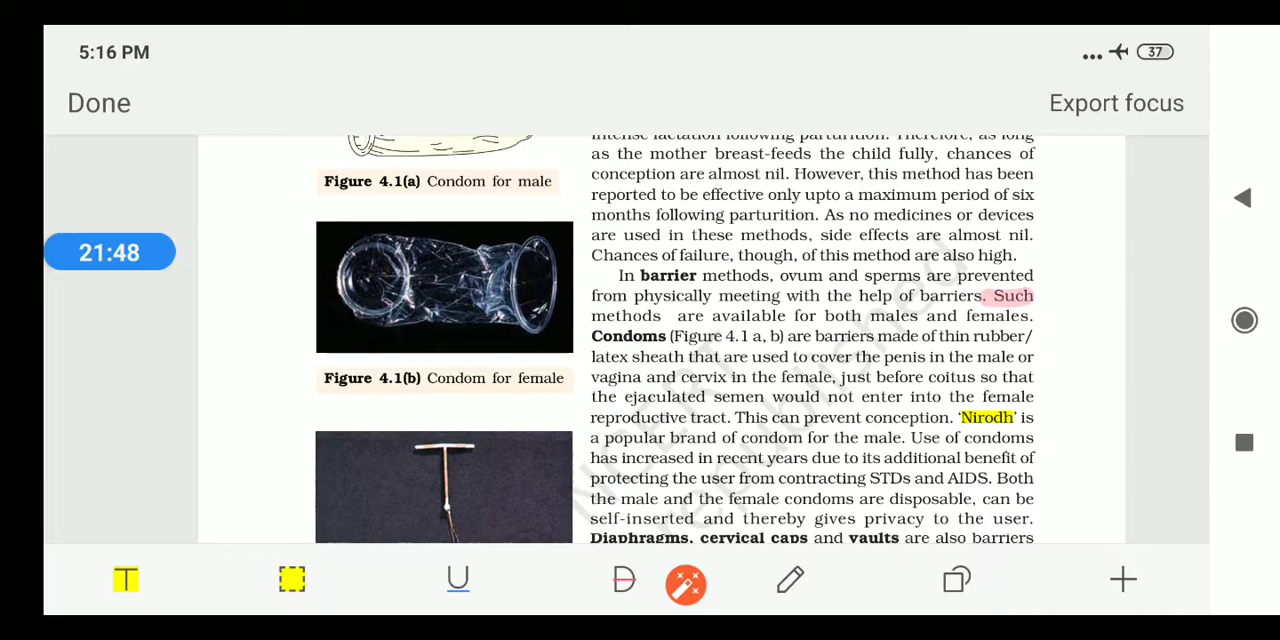 5:16 PM
37
Done
Export focus
21:48
intense lactation following parturition. Therefore, as long
as the mother breast-feeds the child fully, chances of
conception are almost nil. However, this method has been
reported to be effective only upto a maximum period of six
months following parturition. As no medicines or devices
are used in these methods, side effects are almost nil.
Chances of failure, though, of this method are also high.
In barrier methods, ovum and sperms are prevented
from physically meeting with the help of barriers. Such
methods are available for both males and females.
Condoms (Figure 4.1 a, b) are barriers made of thin rubber/
latex sheath that are used to cover the penis in the male or
vagina and cervix in the female, just before coitus so that
the ejaculated semen would not enter into the female
reproductive tract. This can prevent conception. ‘Nirodh’ is
a popular brand of condom for the male. Use of condoms
has increased in recent years due to its additional benefit of
protecting the user from contracting STDs and AIDS. Both
the male and the female condoms are disposable, can be
self-inserted and thereby gives privacy to the user.
Diaphragms, cervical caps and vaults are also barriers
Figure 4.1(a) Condom for male
Figure 4.1(b) Condom for female
NCERT
republished
T
U
D